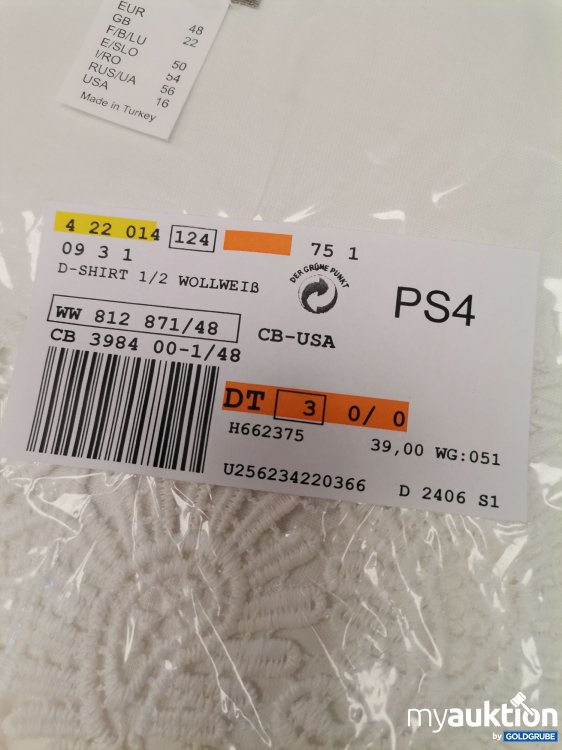 EUR 48
GB 22
F/B/LU
E/SLO 50
I/RO 54
RUS/UA 56
USA 16
Made in Turkey
4 22 014 124 75 1
09 3 1
D-SHIRT 1/2 WOLLWEIß
DER GRÜNE PUNKT
PS4
WW 812 871/48
CB 3984 00-1/48 CB-USA
DT 3 0/ 0
H662375 39,00 WG:051
U256234220366 D 2406 S1
myauktion
by GOLDGRUBE